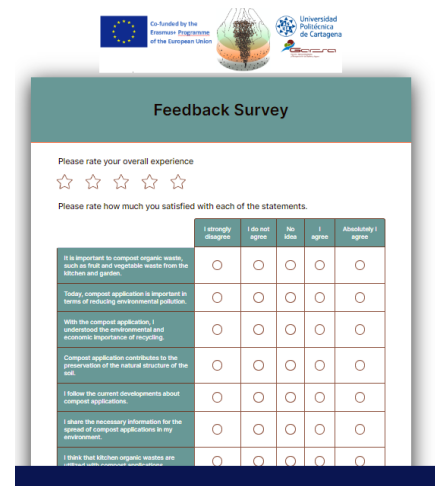 Co-funded by the
Erasmus+ Programme
of the European Union
Universidad
Politécnica
de Cartagena
Feedback Survey
Please rate your overall experience
Please rate how much you satisfied with each of the statements.
I strongly
disagree
I do not
agree
No
idea
I
agree
Absolutely I
agree
It is important to compost organic waste,
such as fruit and vegetable waste from the
kitchen and garden.
Today, compost application is important in
terms of reducing environmental pollution.
With the compost application, I
understood the environmental and
economic importance of recycling.
Compost application contributes to the
preservation of the natural structure of the
soil.
I follow the current developments about
compost applications.
I share the necessary information for the
spread of compost applications in my
environment.
I think that kitchen organic wastes are
utilized with compost applications